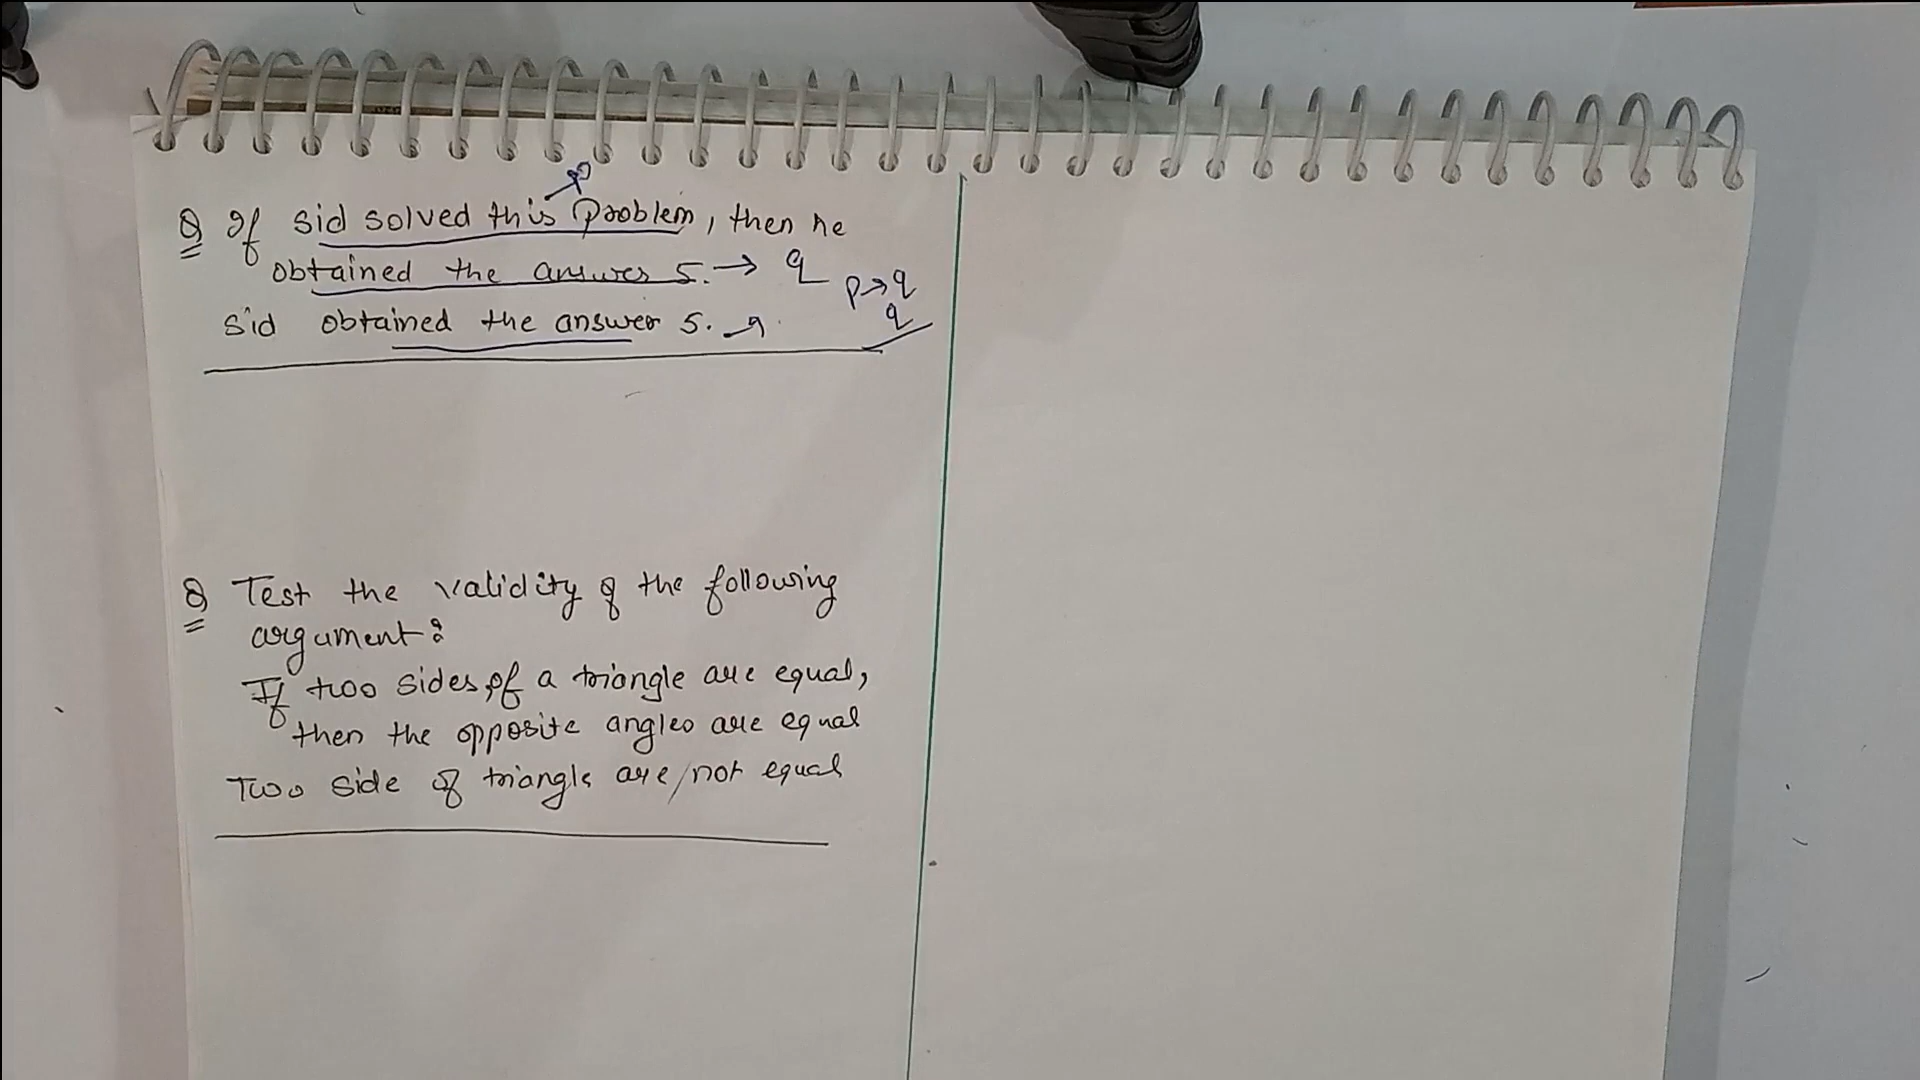 p
Q If sid solved this problem, then he
obtained the answer 5. → q
p→q
sid obtained the answer 5. → q
q
Q Test the validity of the following
argument:
If two sides of a triangle are equal,
then the opposite angles are equal
Two side of triangle are not equal